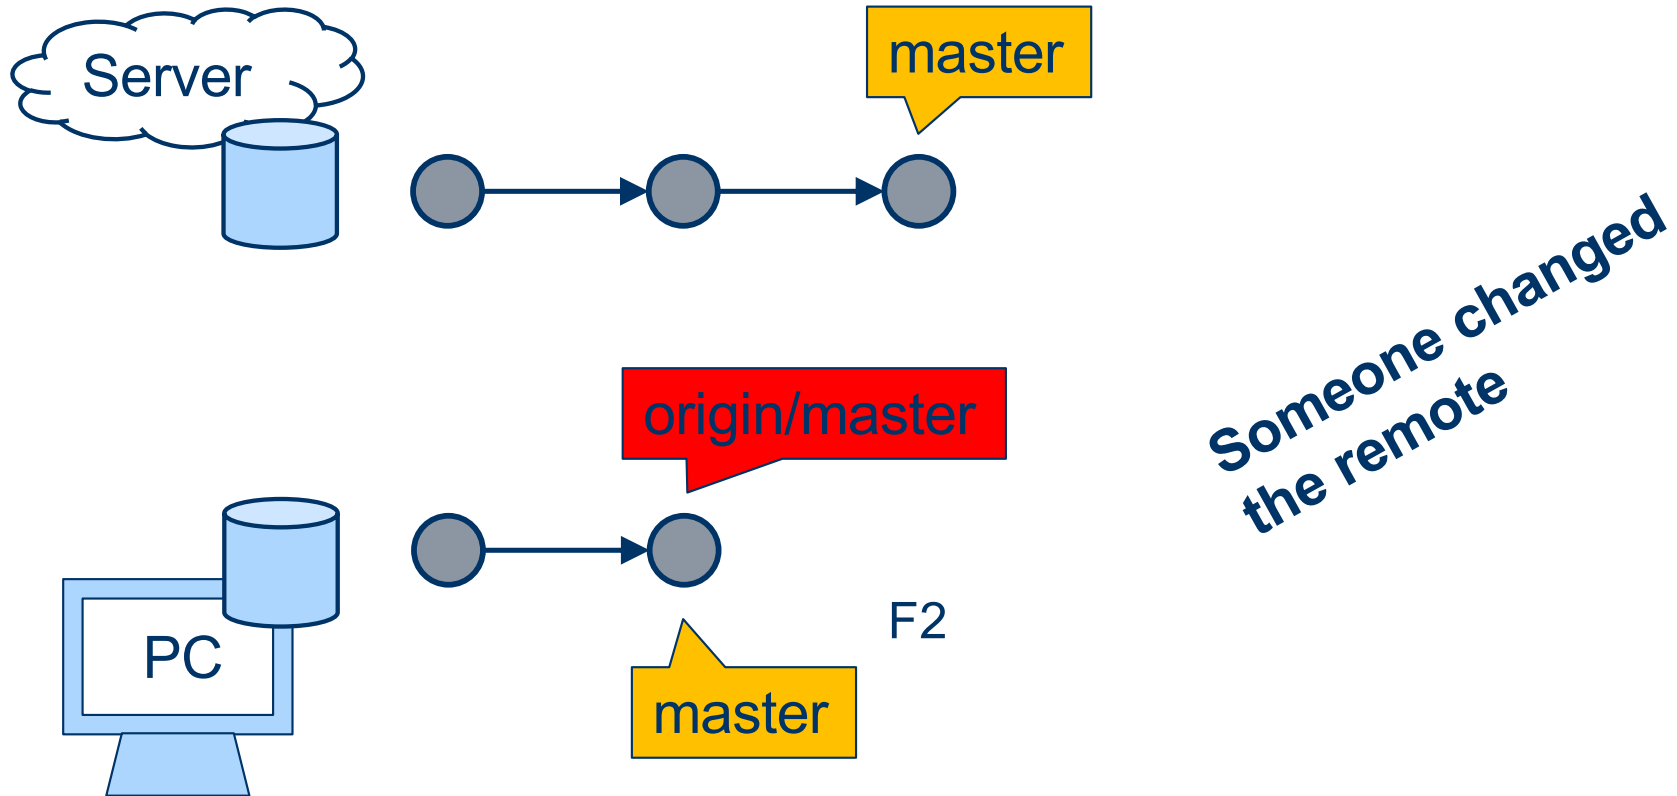 Server
master
Someone changed
the remote
origin/master
PC
F2
master